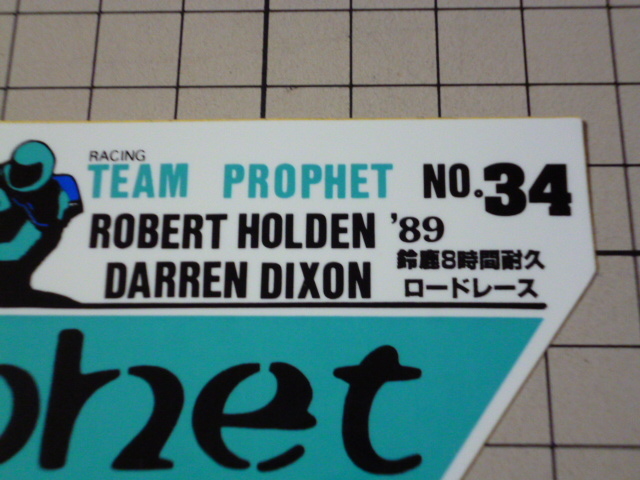 RACING
TEAM PROPHET NO.34
ROBERT HOLDEN '89
DARREN DIXON
鈴鹿8時間耐久
ロードレース
phet